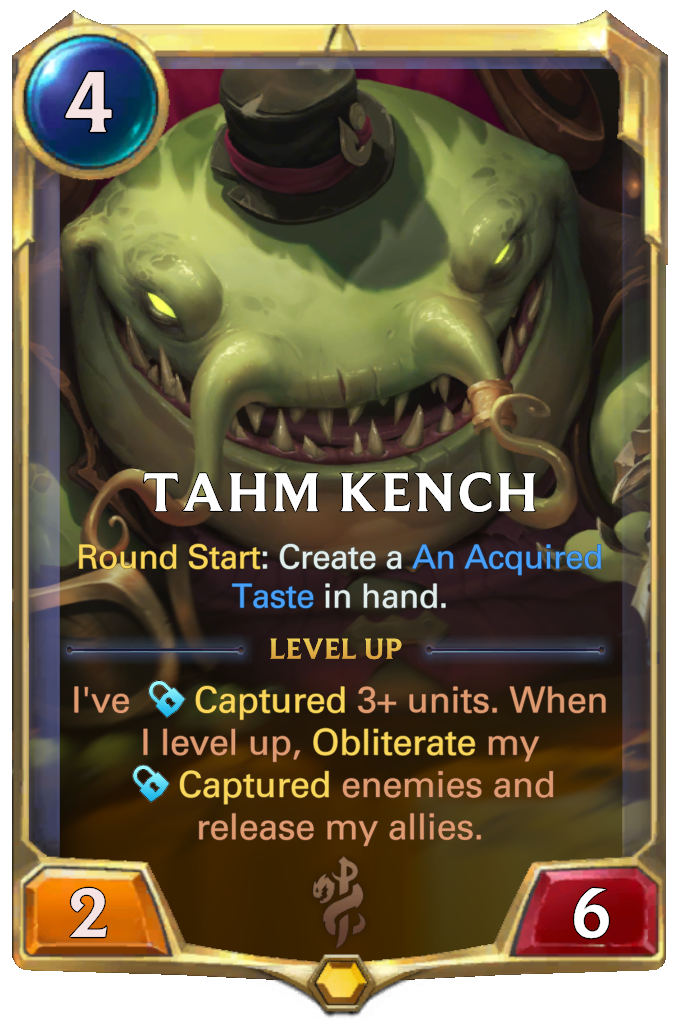 4
TAHM KENCH
Round Start: Create a An Acquired
Taste in hand.
LEVEL UP
I've Captured 3+ units. When
I level up, Obliterate my
Captured enemies and
release my allies.
2
6